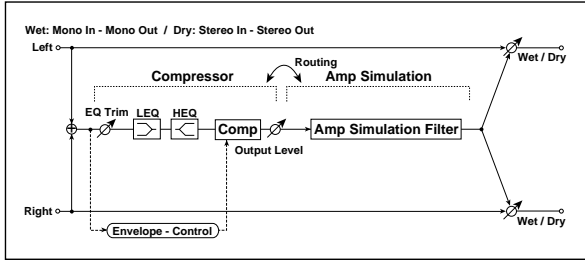 Wet: Mono In - Mono Out / Dry: Stereo In - Stereo Out
Left
Wet / Dry
Routing
Compressor
Amp Simulation
EQ Trim
LEQ
HEQ
Comp
Amp Simulation Filter
Output Level
Right
Wet / Dry
Envelope - Control